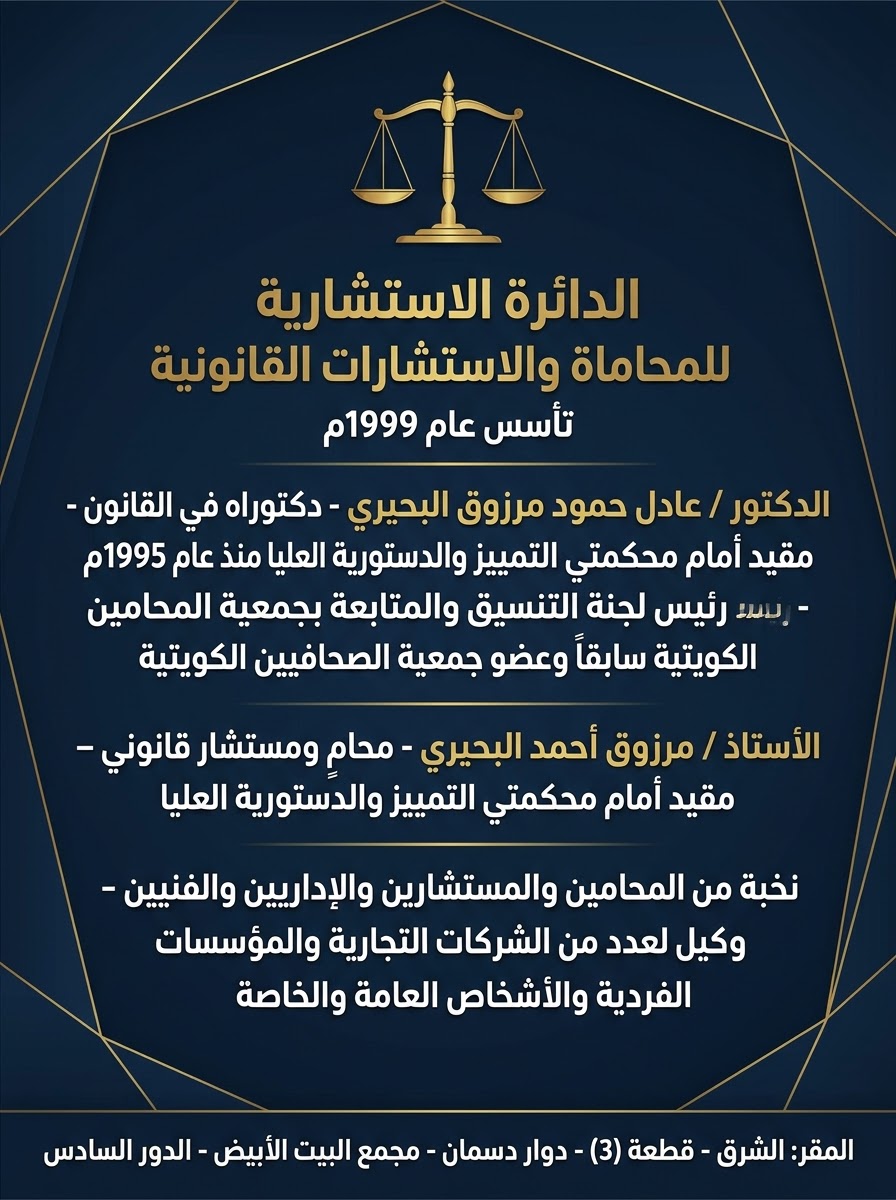 الدائرة الاستشارية
للمحاماة والاستشارات القانونية
تأسس عام 1999م
الدكتور / عادل حمود مرزوق البحيري - دكتوراه في القانون -
مقيد أمام محكمتي التمييز والدستورية العليا منذ عام 1995م
- رئيس لجنة التنسيق والمتابعة بجمعية المحامين
الكويتية سابقاً وعضو جمعية الصحافيين الكويتية
الأستاذ / مرزوق أحمد البحيري - محامٍ ومستشار قانوني –
مقيد أمام محكمتي التمييز والدستورية العليا
نخبة من المحامين والمستشارين والإداريين والفنيين –
وكيل لعدد من الشركات التجارية والمؤسسات
الفردية والأشخاص العامة والخاصة
المقر: الشرق - قطعة (3) - دوار دسمان - مجمع البيت الأبيض - الدور السادس